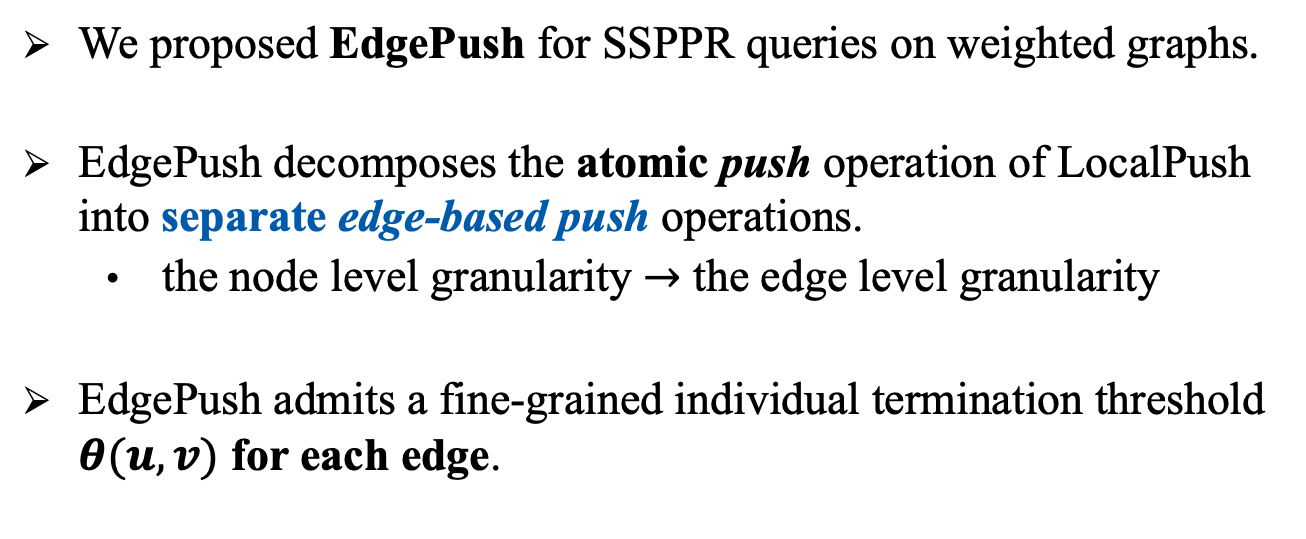 ➢ We proposed EdgePush for SSPPR queries on weighted graphs.
➢ EdgePush decomposes the atomic push operation of LocalPush
into separate edge-based push operations.
• the node level granularity → the edge level granularity
➢ EdgePush admits a fine-grained individual termination threshold
θ(u, v) for each edge.